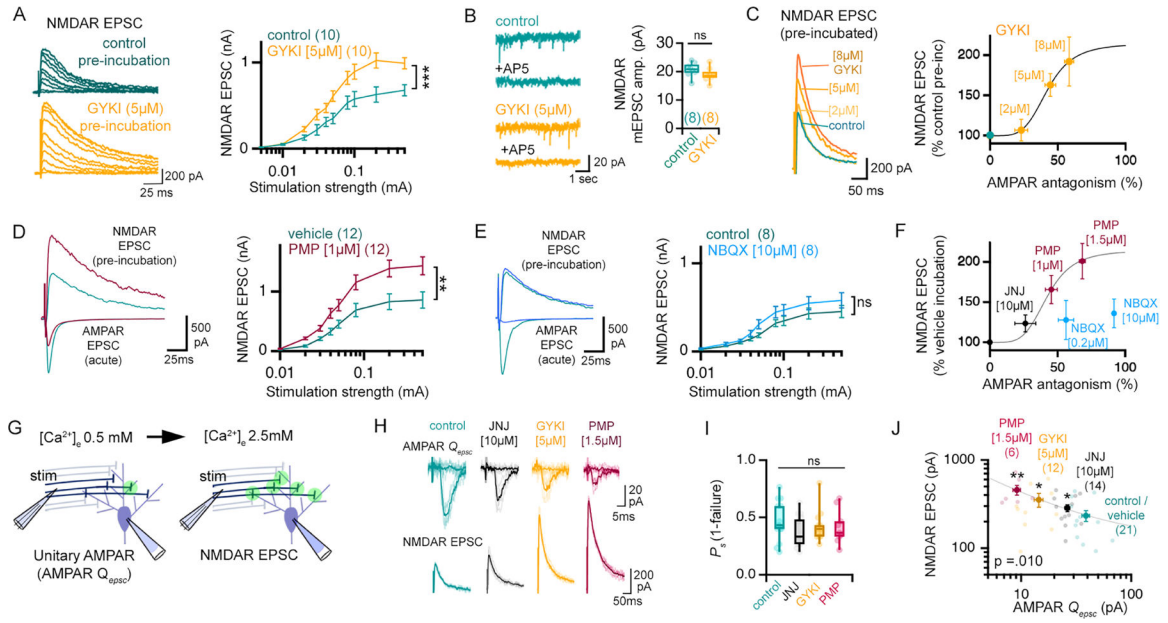 A
NMDAR EPSC
control
pre-incubation
GYKI (5µM)
pre-incubation
200 pA
25 ms
control (10)
GYKI [5µM] (10)
NMDAR EPSC (nA)
1
0
0.01
0.1
Stimulation strength (mA)
***
B
control
+AP5
GYKI (5µM)
+AP5
20 pA
1 sec
NMDAR
mEPSC amp. (pA)
40
30
20
10
0
ns
(8)
(8)
control
GYKI
C
NMDAR EPSC
(pre-incubated)
[8µM]
GYKI
[5µM]
[2µM]
control
200 pA
50 ms
GYKI
NMDAR EPSC
(% control pre-inc)
200
150
100
[8µM]
[5µM]
[2µM]
0
50
100
AMPAR antagonism (%)
D
NMDAR
EPSC
(pre-incubation)
AMPAR
EPSC
(acute)
500
pA
25ms
vehicle (12)
PMP [1µM] (12)
NMDAR EPSC (nA)
1
0
0.01
0.1
Stimulation strength (mA)
**
E
NMDAR
EPSC
(pre-incubation)
AMPAR
EPSC
(acute)
500
pA
25ms
control (8)
NBQX [10µM] (8)
NMDAR EPSC (nA)
1
0
0.01
0.1
Stimulation strength (mA)
ns
F
NMDAR EPSC
(% vehicle incubation)
200
150
100
PMP
[1.5µM]
PMP
[1µM]
JNJ
[10µM]
NBQX
[0.2µM]
NBQX
[10µM]
0
50
100
AMPAR antagonism (%)
G
[Ca²⁺]e 0.5 mM
[Ca²⁺]e 2.5mM
stim
stim
Unitary AMPAR
(AMPAR Qepsc)
NMDAR EPSC
H
control
JNJ
[10µM]
GYKI
[5µM]
PMP
[1.5µM]
AMPAR Qepsc
20
pA
5ms
NMDAR EPSC
200
pA
50ms
I
Ps (1-failure)
1.0
0.5
0.0
ns
control
JNJ
GYKI
PMP
J
PMP
[1.5µM]
(6)
GYKI
[5µM]
(12)
JNJ
[10µM]
(14)
control /
vehicle
(21)
**
*
*
NMDAR EPSC (pA)
1000
100
p =.010
10
100
AMPAR Qepsc (pA)